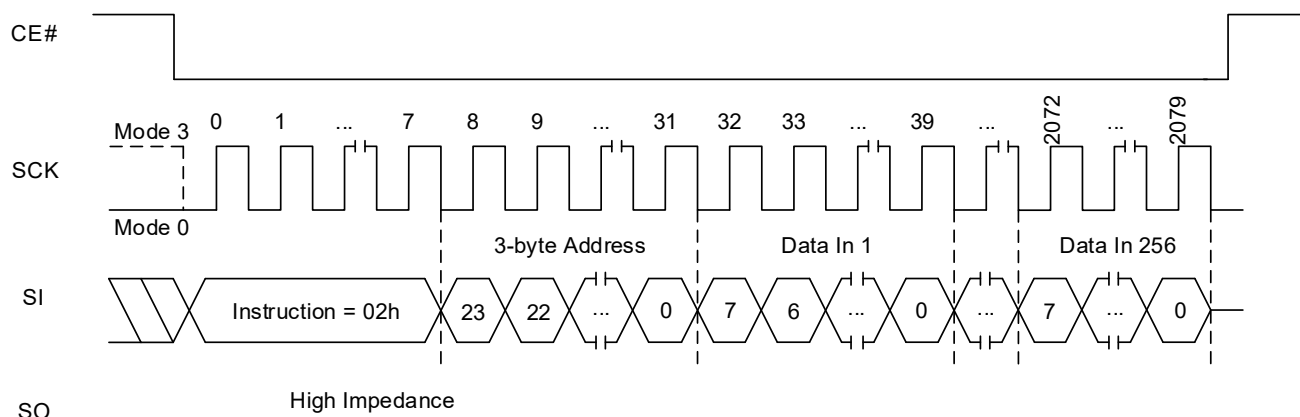 CE#
Mode 3
0 1 ... 7 8 9 ... 31 32 33 ... 39 ... 2072 ... 2079
SCK
Mode 0
3-byte Address Data In 1 Data In 256
SI
Instruction = 02h 23 22 ... 0 7 6 ... 0 ... 7 ... 0
High Impedance
SO